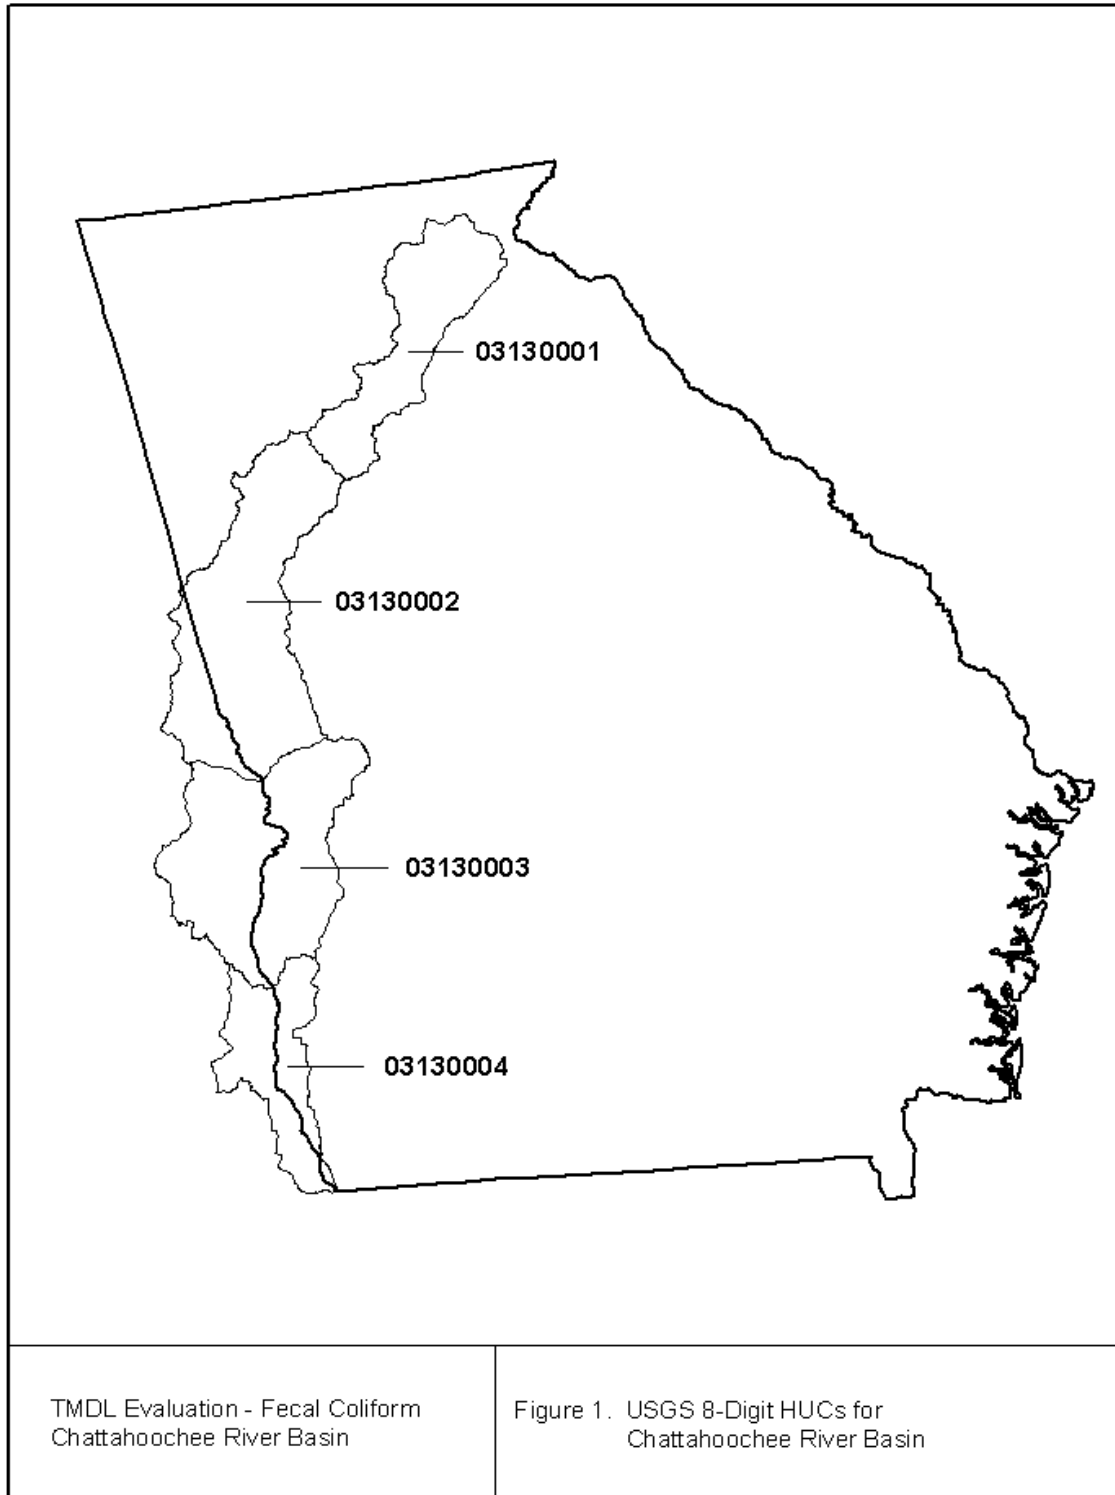 03130001
03130002
03130003
03130004
TMDL Evaluation - Fecal Coliform
Chattahoochee River Basin
Figure 1. USGS 8-Digit HUCs for
Chattahoochee River Basin